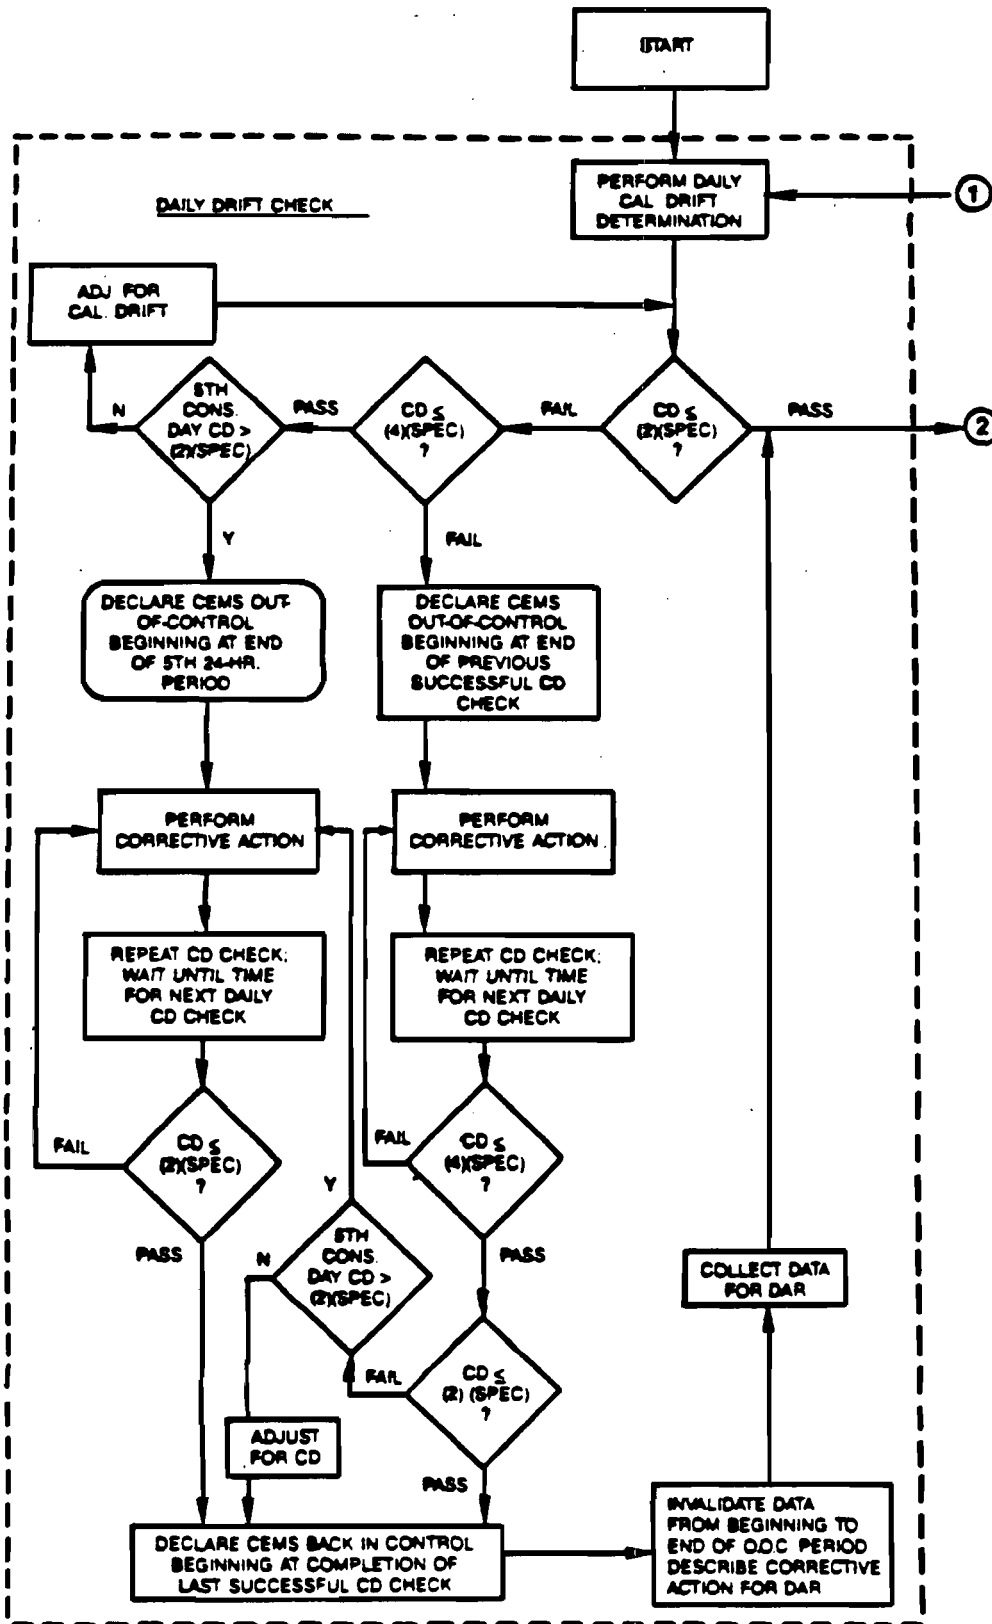 START
PERFORM DAILY
CAL DRIFT
DETERMINATION
1
DAILY DRIFT CHECK
ADJ FOR
CAL. DRIFT
5TH
CONS.
DAY CD >
(2)(SPEC)
N
PASS
CD ≤
(4)(SPEC)
?
FAIL
CD ≤
(2)(SPEC)
?
PASS
2
Y
FAIL
DECLARE CEMS OUT-
OF-CONTROL
BEGINNING AT END
OF 5TH 24-HR.
PERIOD
DECLARE CEMS
OUT-OF-CONTROL
BEGINNING AT END
OF PREVIOUS
SUCCESSFUL CD
CHECK
PERFORM
CORRECTIVE ACTION
PERFORM
CORRECTIVE ACTION
REPEAT CD CHECK;
WAIT UNTIL TIME
FOR NEXT DAILY
CD CHECK
REPEAT CD CHECK;
WAIT UNTIL TIME
FOR NEXT DAILY
CD CHECK
FAIL
CD ≤
(2)(SPEC)
?
FAIL
CD ≤
(4)(SPEC)
?
PASS
Y
PASS
N
5TH
CONS.
DAY CD >
(2)(SPEC)
COLLECT DATA
FOR DAR
FAIL
CD ≤
(2) (SPEC)
?
ADJUST
FOR CD
PASS
DECLARE CEMS BACK IN CONTROL
BEGINNING AT COMPLETION OF
LAST SUCCESSFUL CD CHECK
INVALIDATE DATA
FROM BEGINNING TO
END OF O.O.C PERIOD
DESCRIBE CORRECTIVE
ACTION FOR DAR